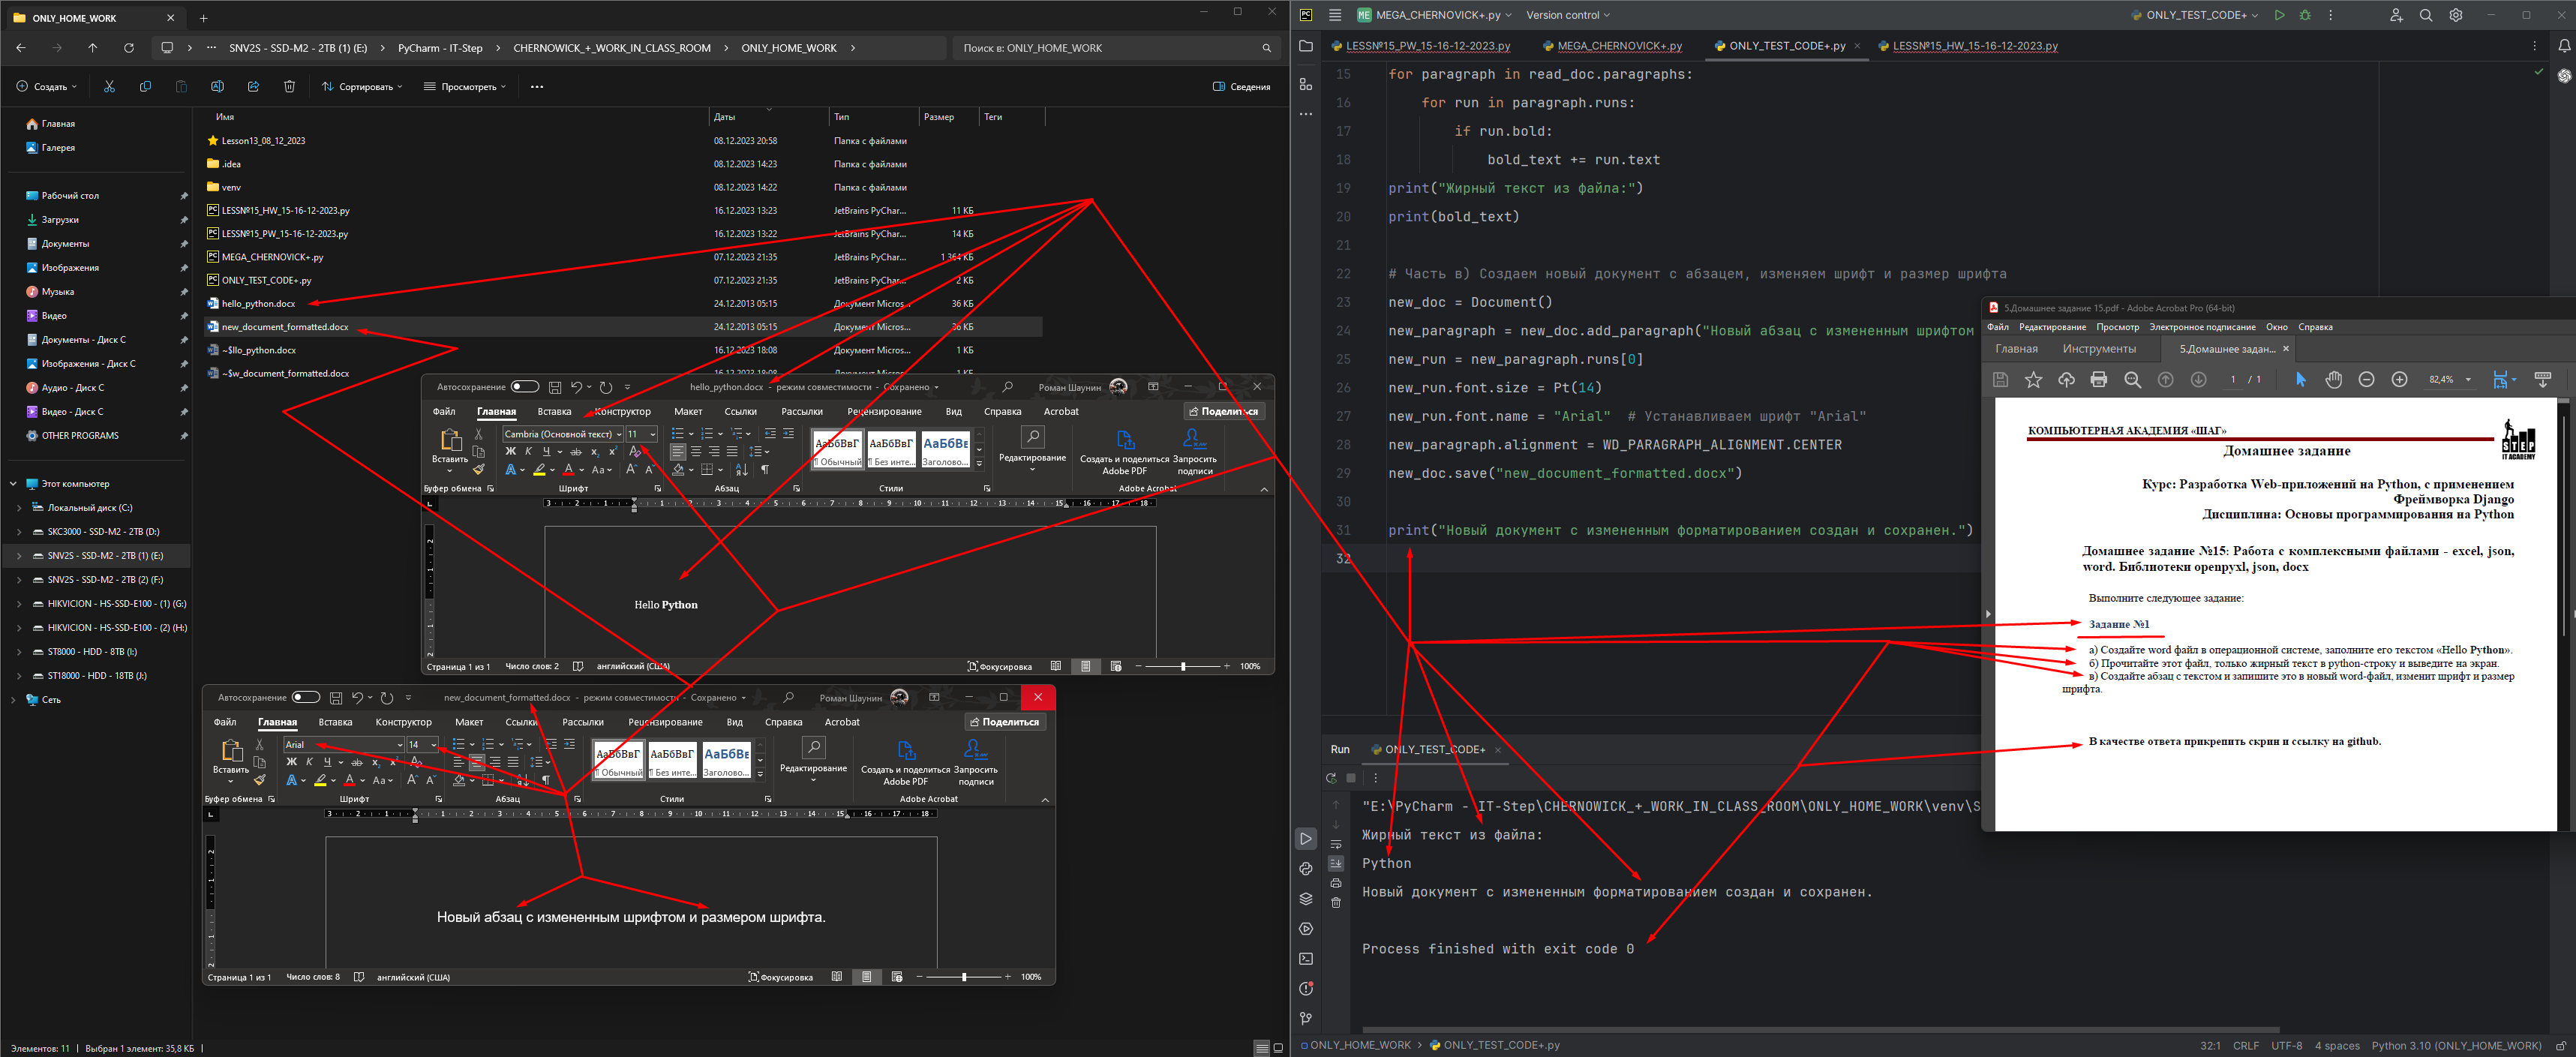 ONLY_HOME_WORK
SNV2S - SSD-M2 - 2TB (1) (E:)
PyCharm - IT-Step
CHERNOWICK_+_WORK_IN_CLASS_ROOM
ONLY_HOME_WORK
Поиск в: ONLY_HOME_WORK
Создать
Сортировать
Просмотреть
Сведения
Имя Даты Тип Размер Теги
Lesson13_08_12_2023 08.12.2023 20:58 Папка с файлами
.idea 08.12.2023 14:23 Папка с файлами
venv 08.12.2023 14:22 Папка с файлами
LESS№15_HW_15-16-12-2023.py 16.12.2023 13:23 JetBrains PyChar... 11 КБ
LESS№15_PW_15-16-12-2023.py 16.12.2023 13:22 JetBrains PyChar... 14 КБ
MEGA_CHERNOVICK+.py 07.12.2023 21:35 JetBrains PyChar... 1 364 КБ
ONLY_TEST_CODE+.py 07.12.2023 21:35 JetBrains PyChar... 2 КБ
hello_python.docx 24.12.2013 05:15 Документ Micros... 36 КБ
new_document_formatted.docx 24.12.2013 05:15 Документ Micros... 36 КБ
~$llo_python.docx 16.12.2023 18:08 Документ Micros... 1 КБ
~$w_document_formatted.docx 16.12.2023 18:08 Документ Micros... 1 КБ
Главная
Галерея
Рабочий стол
Загрузки
Документы
Изображения
Музыка
Видео
Документы - Диск C
Изображения - Диск C
Аудио - Диск C
Видео - Диск C
OTHER PROGRAMS
Этот компьютер
Локальный диск (C:)
SKC3000 - SSD-M2 - 2TB (D:)
SNV2S - SSD-M2 - 2TB (1) (E:)
SNV2S - SSD-M2 - 2TB (2) (F:)
HIKVICION - HS-SSD-E100 - (1) (G:)
HIKVICION - HS-SSD-E100 - (2) (H:)
ST8000 - HDD - 8TB (I:)
ST18000 - HDD - 18TB (J:)
Сеть
Элементов: 11 | Выбран 1 элемент: 35,8 КБ |
Автосохранение
hello_python.docx - режим совместимости - Сохранено
Роман Шаунин
Файл Главная Вставка Конструктор Макет Ссылки Рассылки Рецензирование Вид Справка Acrobat
Поделиться
Cambria (Основной текст) 11
Вставить
Ж К Ч ab x₂ x²
АаБбВвГ АаБбВвГ АаБбВв
¶ Обычный ¶ Без инте... Заголово...
Редактирование
Создать и поделиться Adobe PDF
Запросить подписи
Буфер обмена Шрифт Абзац Стили Adobe Acrobat
Hello Python
Страница 1 из 1 Число слов: 2 английский (США)
Фокусировка 100%
Автосохранение
new_document_formatted.docx - режим совместимости - Сохранено
Роман Шаунин
Файл Главная Вставка Конструктор Макет Ссылки Рассылки Рецензирование Вид Справка Acrobat
Поделиться
Arial 14
Вставить
Ж К Ч ab x₂ x²
АаБбВвГ АаБбВвГ АаБбВв
¶ Обычный ¶ Без инте... Заголово...
Редактирование
Создать и поделиться Adobe PDF
Запросить подписи
Буфер обмена Шрифт Абзац Стили Adobe Acrobat
Новый абзац с измененным шрифтом и размером шрифта.
Страница 1 из 1 Число слов: 8 английский (США)
Фокусировка 100%
ME MEGA_CHERNOVICK+.py Version control
ONLY_TEST_CODE+
LESS№15_PW_15-16-12-2023.py MEGA_CHERNOVICK+.py ONLY_TEST_CODE+.py LESS№15_HW_15-16-12-2023.py
15 for paragraph in read_doc.paragraphs:
16 for run in paragraph.runs:
17 if run.bold:
18 bold_text += run.text
19 print("Жирный текст из файла:")
20 print(bold_text)
21
22 # Часть в) Создаем новый документ с абзацем, изменяем шрифт и размер шрифта
23 new_doc = Document()
24 new_paragraph = new_doc.add_paragraph("Новый абзац с измененным шрифтом
25 new_run = new_paragraph.runs[0]
26 new_run.font.size = Pt(14)
27 new_run.font.name = "Arial" # Устанавливаем шрифт "Arial"
28 new_paragraph.alignment = WD_PARAGRAPH_ALIGNMENT.CENTER
29 new_doc.save("new_document_formatted.docx")
30
31 print("Новый документ с измененным форматированием создан и сохранен.")
32
Run ONLY_TEST_CODE+
"E:\PyCharm - IT-Step\CHERNOWICK_+_WORK_IN_CLASS_ROOM\ONLY_HOME_WORK\venv\S
Жирный текст из файла:
Python
Новый документ с измененным форматированием создан и сохранен.
Process finished with exit code 0
ONLY_HOME_WORK > ONLY_TEST_CODE+.py
32:1 CRLF UTF-8 4 spaces Python 3.10 (ONLY_HOME_WORK)
5.Домашнее задание 15.pdf - Adobe Acrobat Pro (64-bit)
Файл Редактирование Просмотр Электронное подписание Окно Справка
Главная Инструменты 5.Домашнее задан...
1 / 1 82,4%
КОМПЬЮТЕРНАЯ АКАДЕМИЯ «ШАГ»
STEP
IT ACADEMY
Домашнее задание
Курс: Разработка Web-приложений на Python, с применением
Фреймворка Django
Дисциплина: Основы программирования на Python
Домашнее задание №15: Работа с комплексными файлами - excel, json,
word. Библиотеки openpyxl, json, docx
Выполните следующее задание:
Задание №1
а) Создайте word файл в операционной системе, заполните его текстом «Hello Python».
б) Прочитайте этот файл, только жирный текст в python-строку и выведите на экран.
в) Создайте абзац с текстом и запишите это в новый word-файл, изменит шрифт и размер
шрифта.
В качестве ответа прикрепить скрин и ссылку на github.